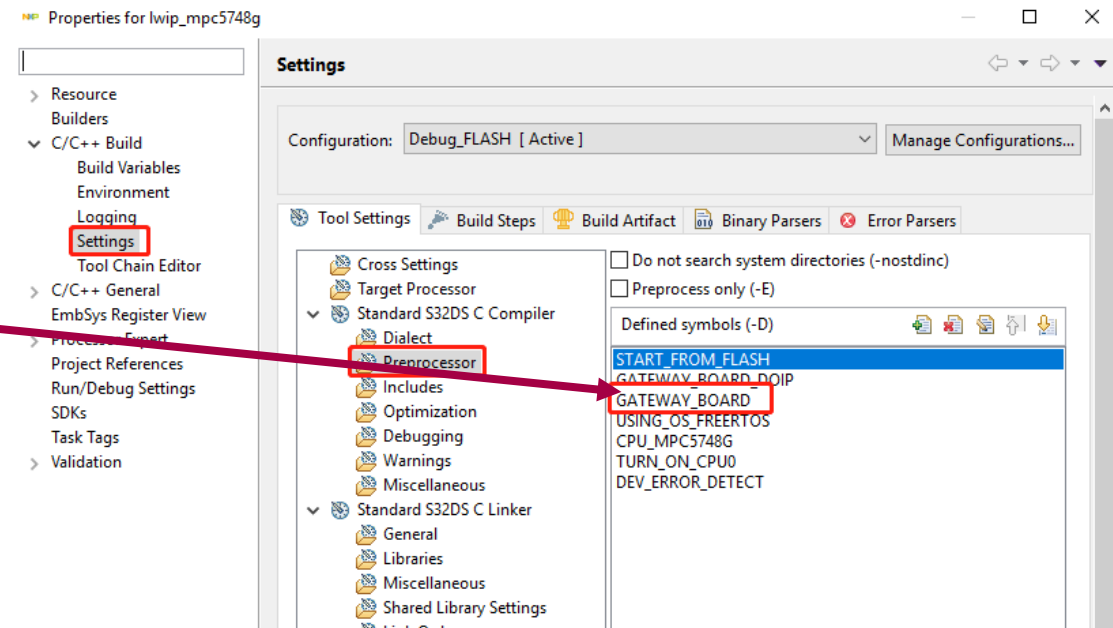 NXP Properties for lwip_mpc5748g
Settings
Resource
Builders
C/C++ Build
Build Variables
Environment
Logging
Settings
Tool Chain Editor
C/C++ General
EmbSys Register View
Processor Expert
Project References
Run/Debug Settings
SDKs
Task Tags
Validation
Configuration: Debug_FLASH [ Active ] Manage Configurations...
Tool Settings Build Steps Build Artifact Binary Parsers Error Parsers
Cross Settings
Target Processor
Standard S32DS C Compiler
Dialect
Preprocessor
Includes
Optimization
Debugging
Warnings
Miscellaneous
Standard S32DS C Linker
General
Libraries
Miscellaneous
Shared Library Settings
Do not search system directories (-nostdinc)
Preprocess only (-E)
Defined symbols (-D)
START_FROM_FLASH
GATEWAY_BOARD_DOIP
GATEWAY_BOARD
USING_OS_FREERTOS
CPU_MPC5748G
TURN_ON_CPU0
DEV_ERROR_DETECT